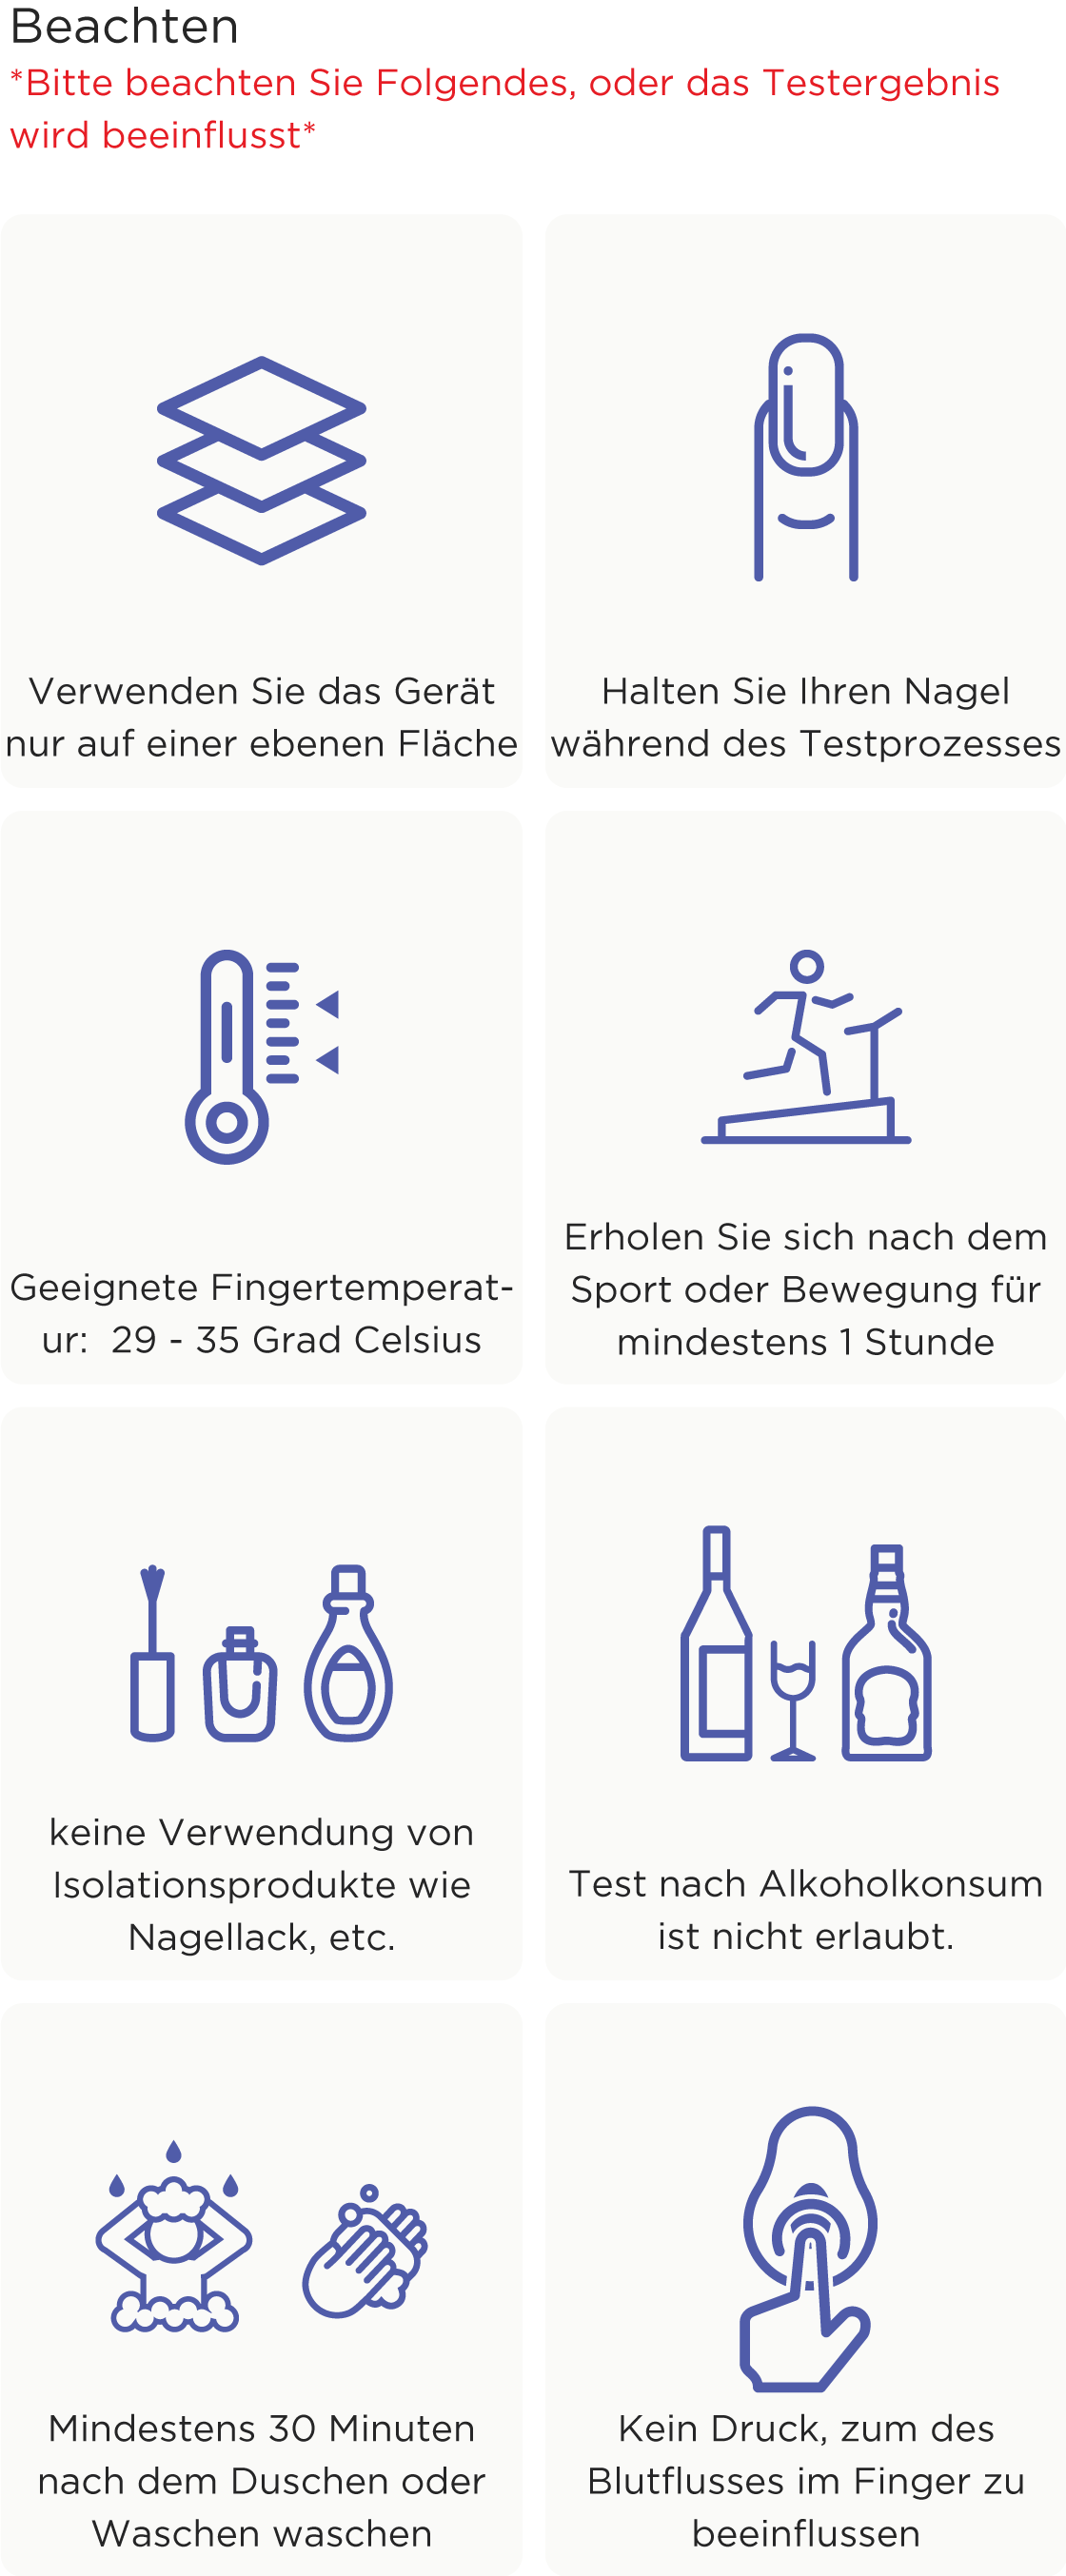 Beachten
*Bitte beachten Sie Folgendes, oder das Testergebnis
wird beeinflusst*
Verwenden Sie das Gerät
nur auf einer ebenen Fläche
Halten Sie Ihren Nagel
während des Testprozesses
Geeignete Fingertemperat-
ur: 29 - 35 Grad Celsius
Erholen Sie sich nach dem
Sport oder Bewegung für
mindestens 1 Stunde
keine Verwendung von
Isolationsprodukte wie
Nagellack, etc.
Test nach Alkoholkonsum
ist nicht erlaubt.
Mindestens 30 Minuten
nach dem Duschen oder
Waschen waschen
Kein Druck, zum des
Blutflusses im Finger zu
beeinflussen